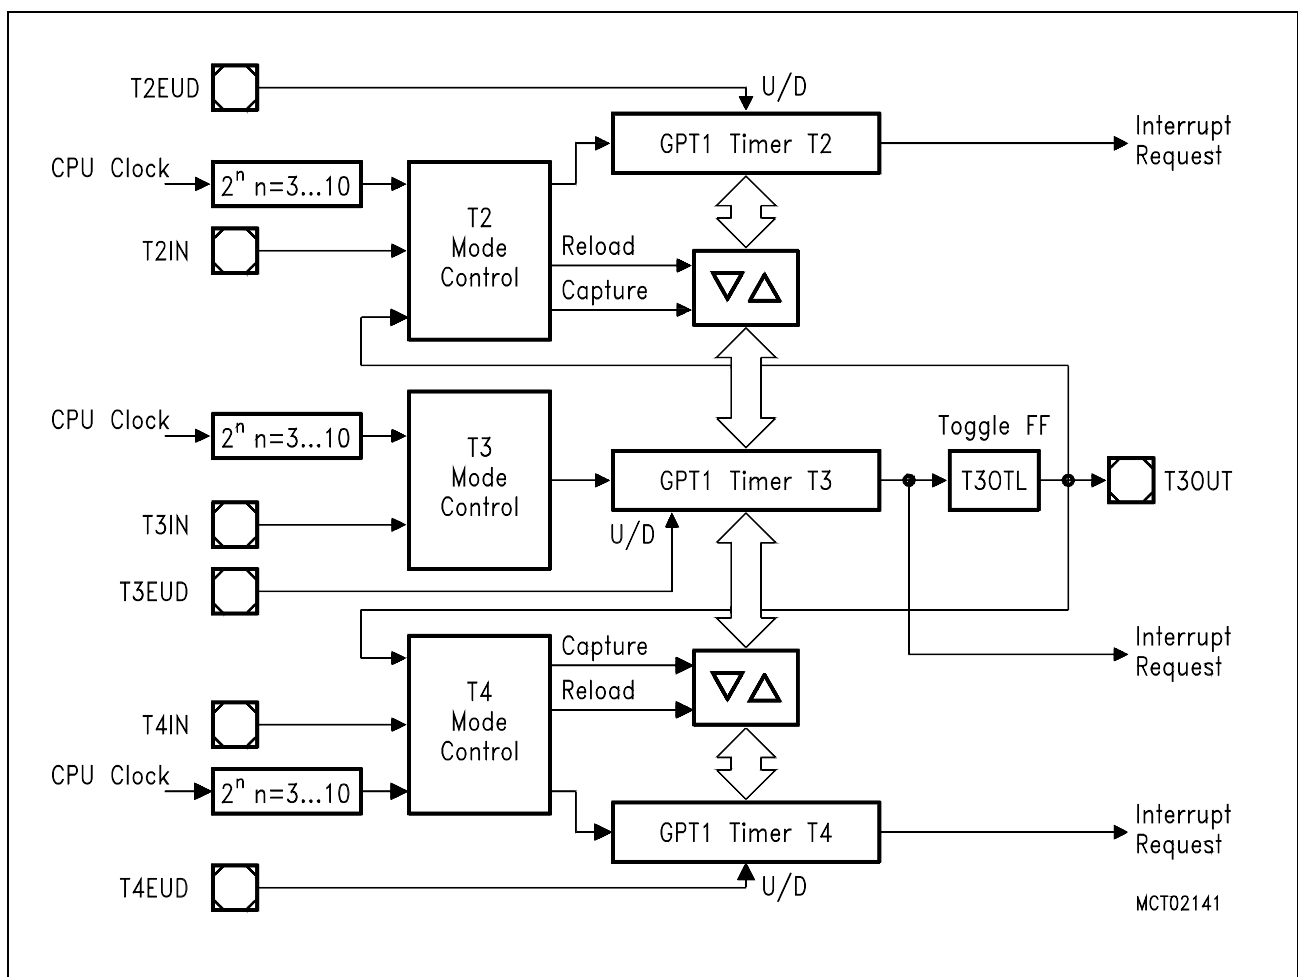 T2EUD
U/D
GPT1 Timer T2
Interrupt
Request
CPU Clock
2ⁿ n=3...10
T2
Mode
Control
T2IN
Reload
Capture
CPU Clock
2ⁿ n=3...10
T3
Mode
Control
GPT1 Timer T3
Toggle FF
T3OTL
T3OUT
T3IN
U/D
T3EUD
Interrupt
Request
Capture
Reload
T4
Mode
Control
T4IN
CPU Clock
2ⁿ n=3...10
GPT1 Timer T4
Interrupt
Request
T4EUD
U/D
MCT02141